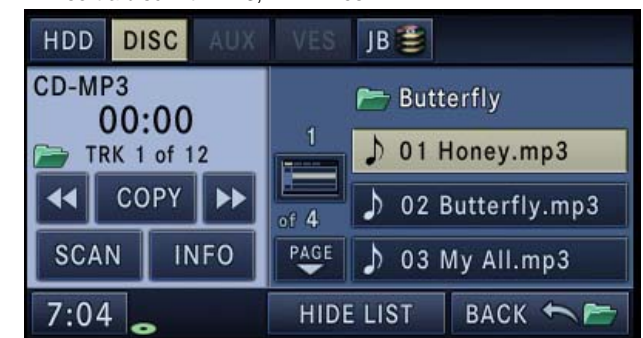 HDD DISC AUX VES JB
CD-MP3
00:00
TRK 1 of 12
COPY
SCAN INFO
1
of 4
PAGE
Butterfly
01 Honey.mp3
02 Butterfly.mp3
03 My All.mp3
7:04 HIDE LIST BACK